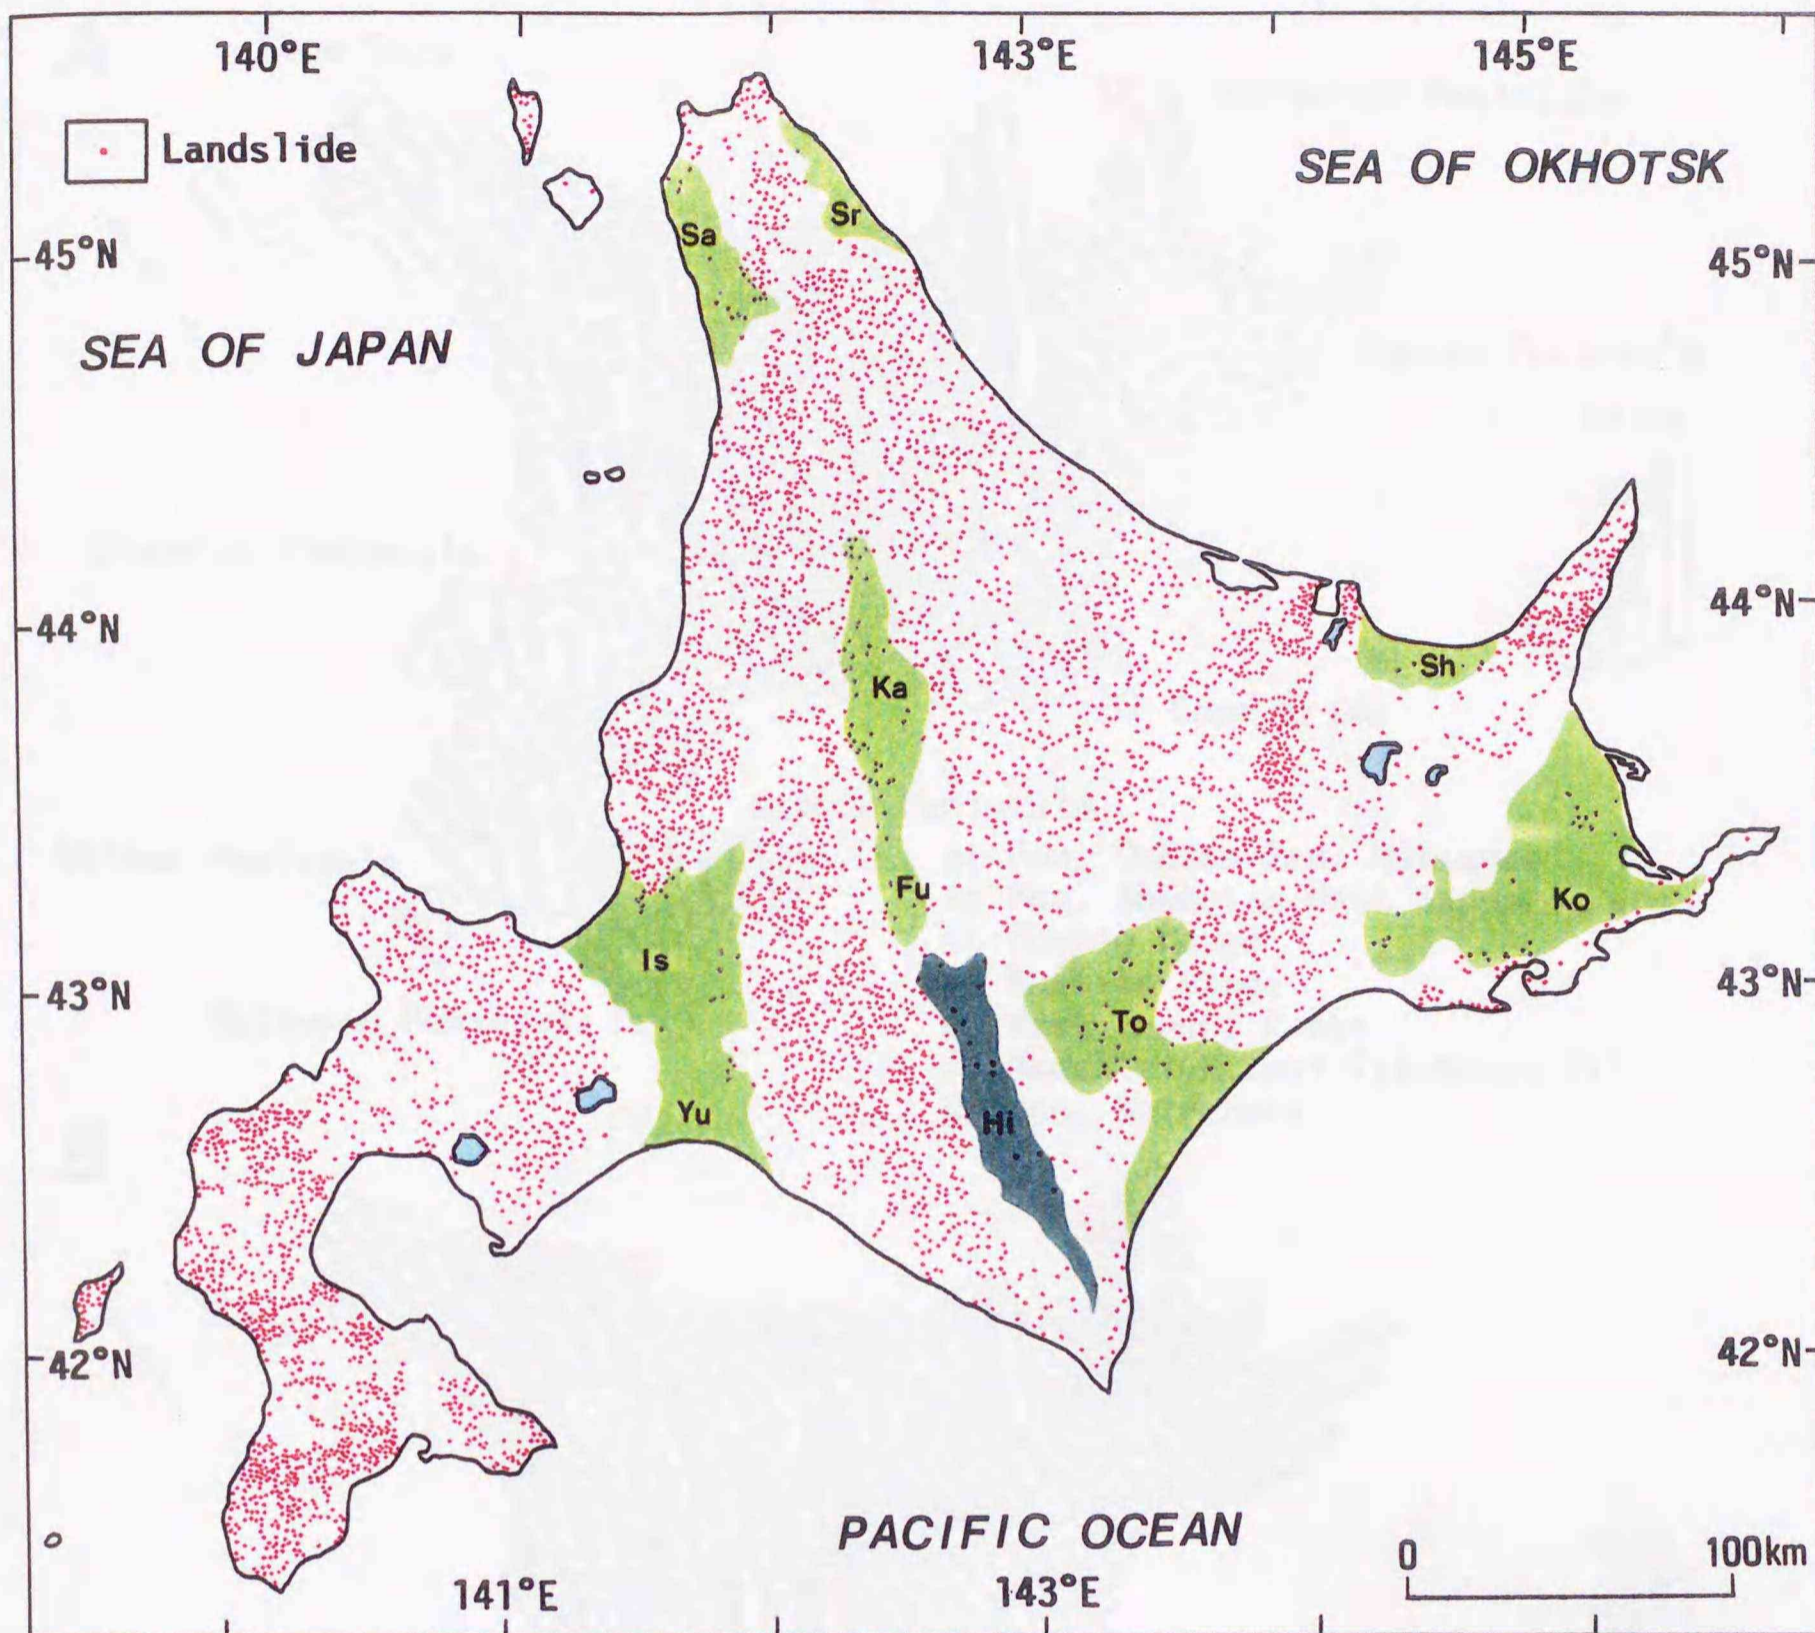 140°E 143°E 145°E
Landslide
SEA OF OKHOTSK
Sr
Sa
45°N 45°N
SEA OF JAPAN
44°N 44°N
Sh
Ka
Fu
Ko
Is
43°N 43°N
To
Yu
Hi
42°N 42°N
PACIFIC OCEAN
0 100km
141°E 143°E